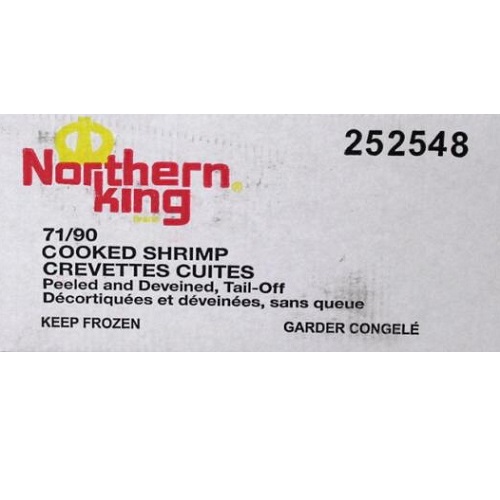 Northern
King
252548
71/90
COOKED SHRIMP
CREVETTES CUITES
Peeled and Deveined, Tail-Off
Décortiquées et déveinées, sans queue
KEEP FROZEN
GARDER CONGELÉ